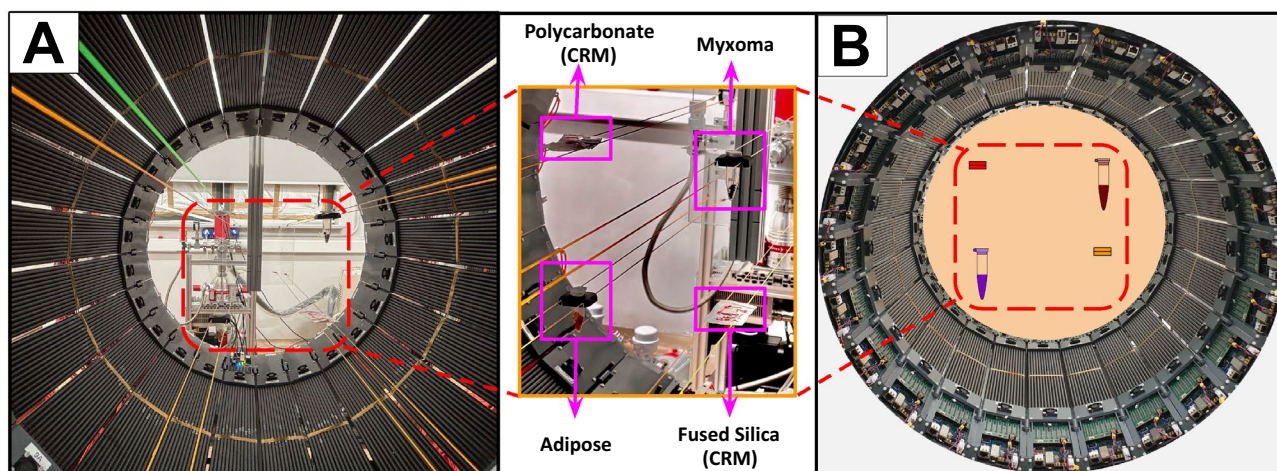 A
Polycarbonate
(CRM)
Myxoma
Adipose
Fused Silica
(CRM)
B